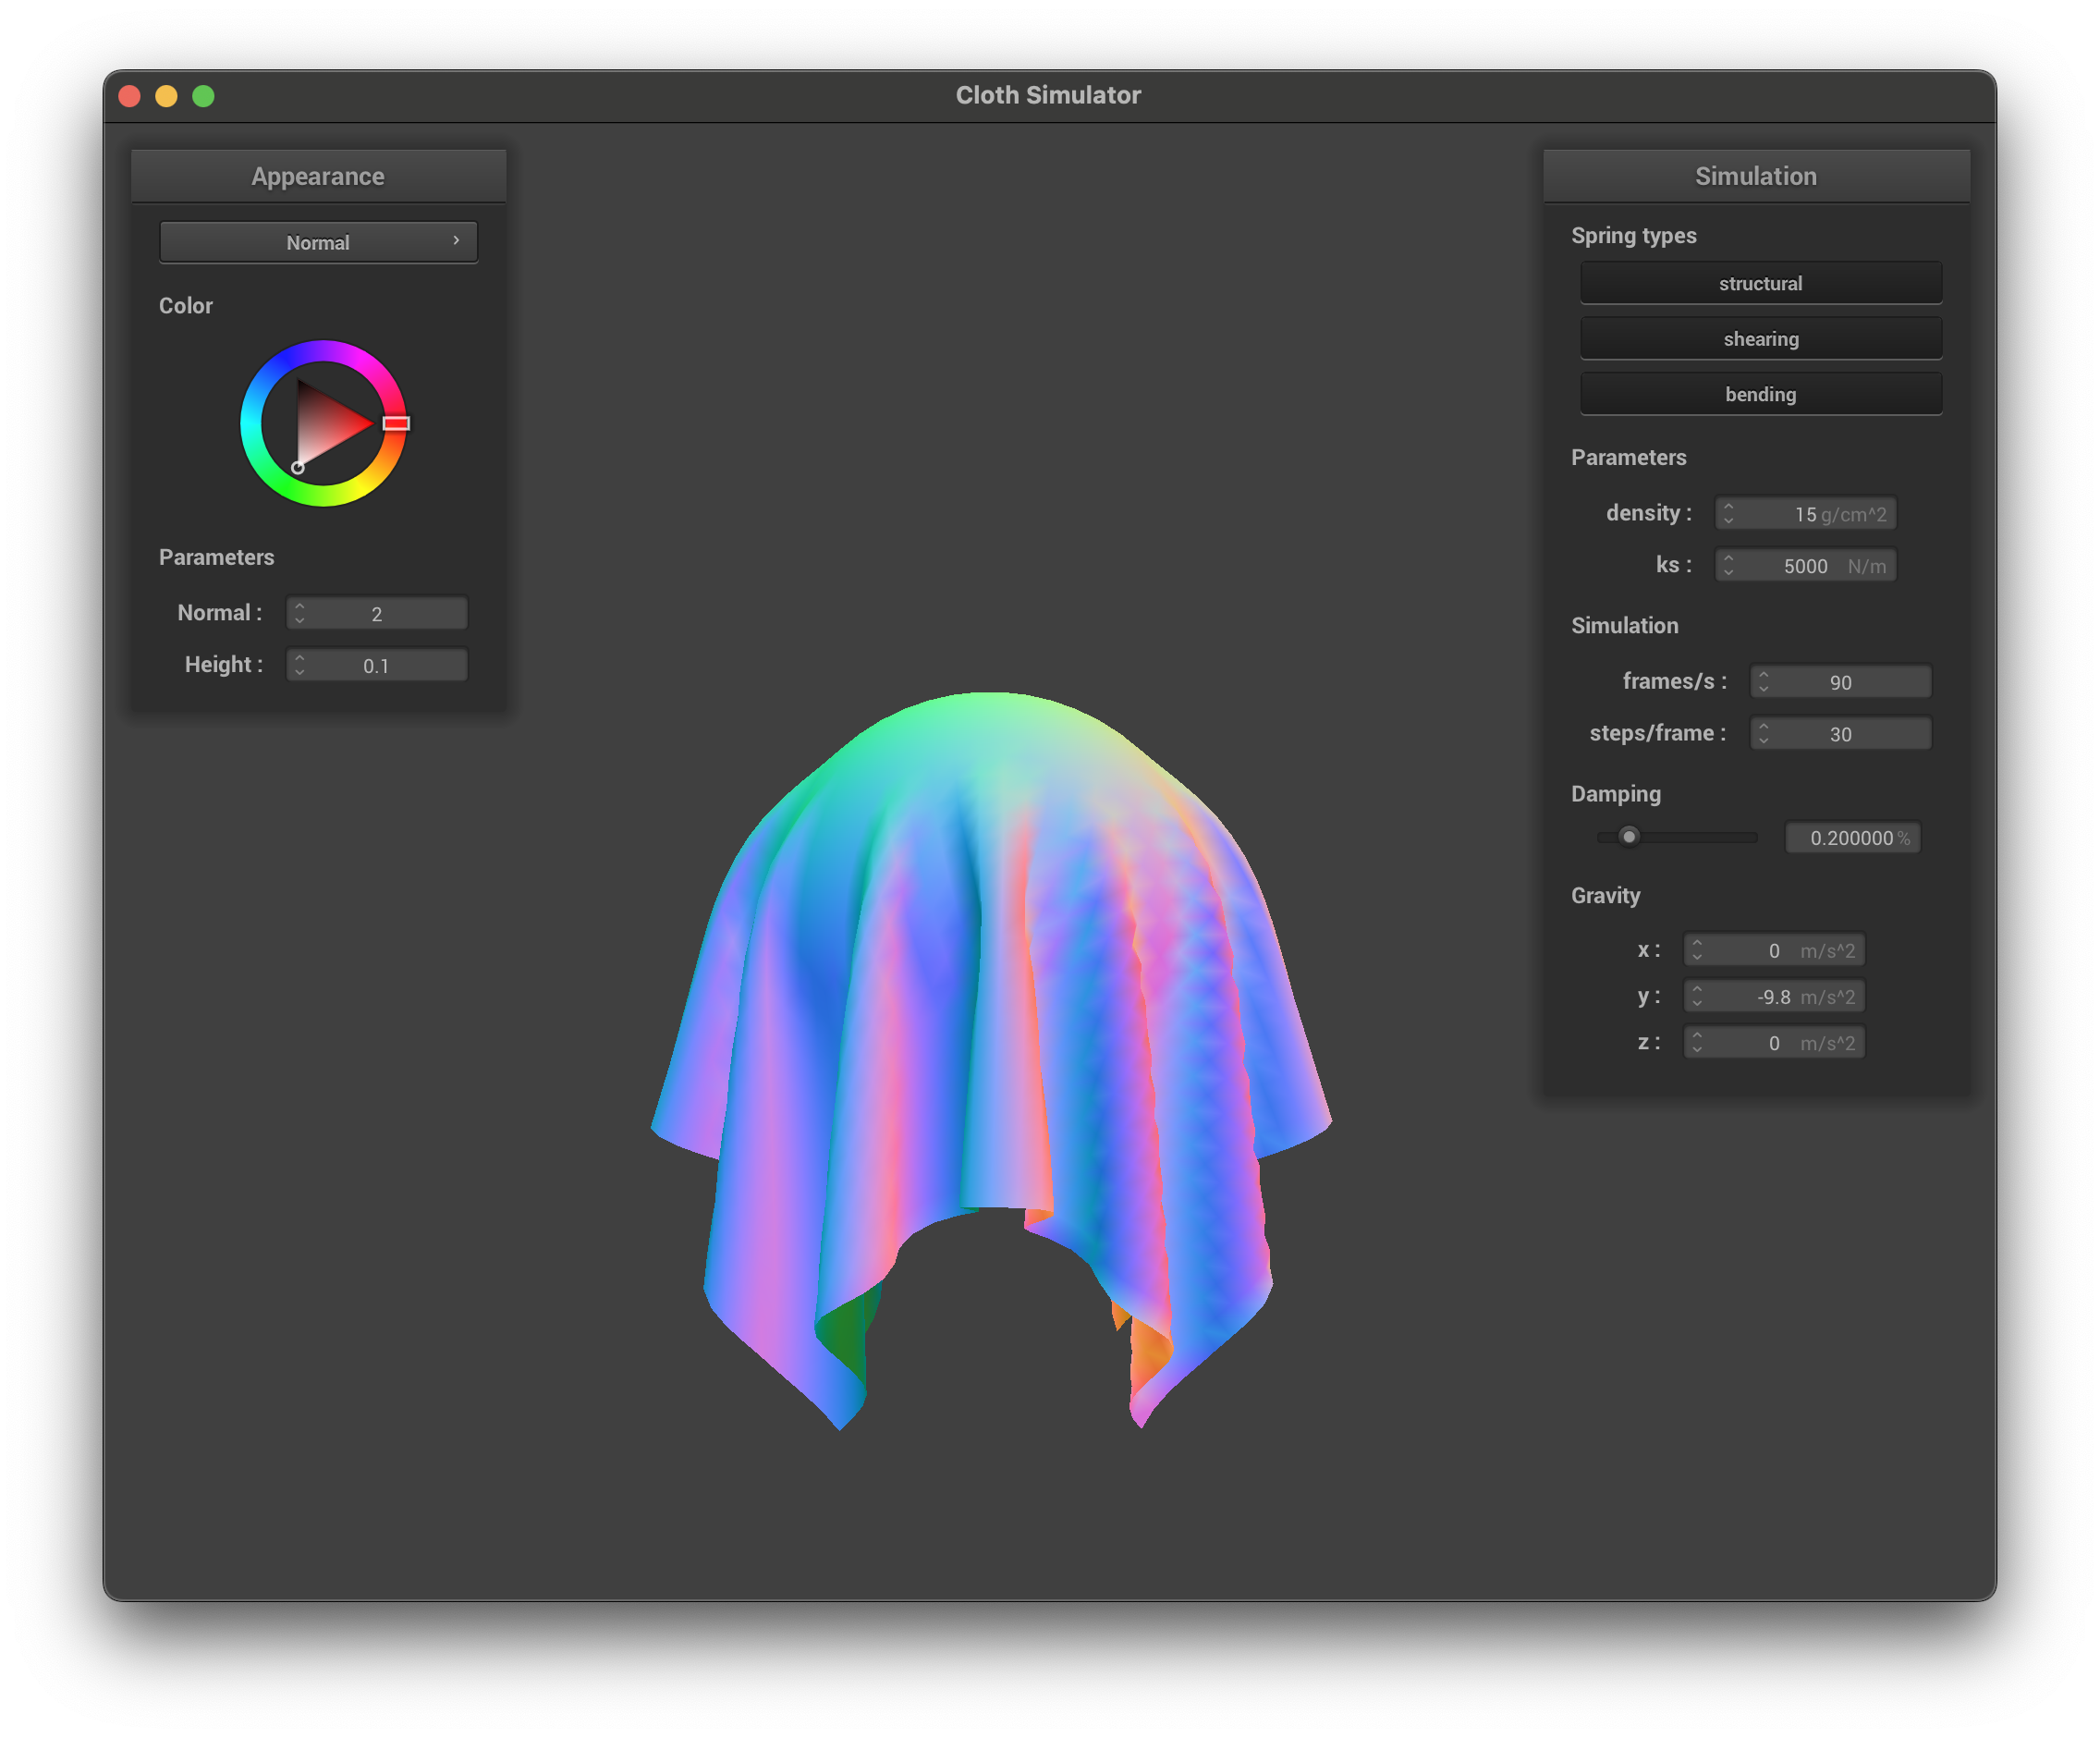 Cloth Simulator
Appearance
Normal
Color
Parameters
Normal : 2
Height : 0.1
Simulation
Spring types
structural
shearing
bending
Parameters
density : 15 g/cm^2
ks : 5000 N/m
Simulation
frames/s : 90
steps/frame : 30
Damping
0.200000 %
Gravity
x : 0 m/s^2
y : -9.8 m/s^2
z : 0 m/s^2